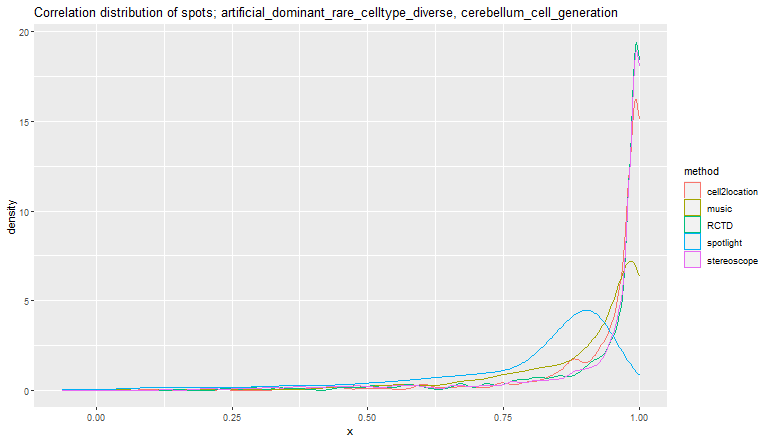 Correlation distribution of spots; artificial_dominant_rare_celltype_diverse, cerebellum_cell_generation
20
15
10
5
0
density
0.00 0.25 0.50 0.75 1.00
x
method
cell2location
music
RCTD
spotlight
stereoscope